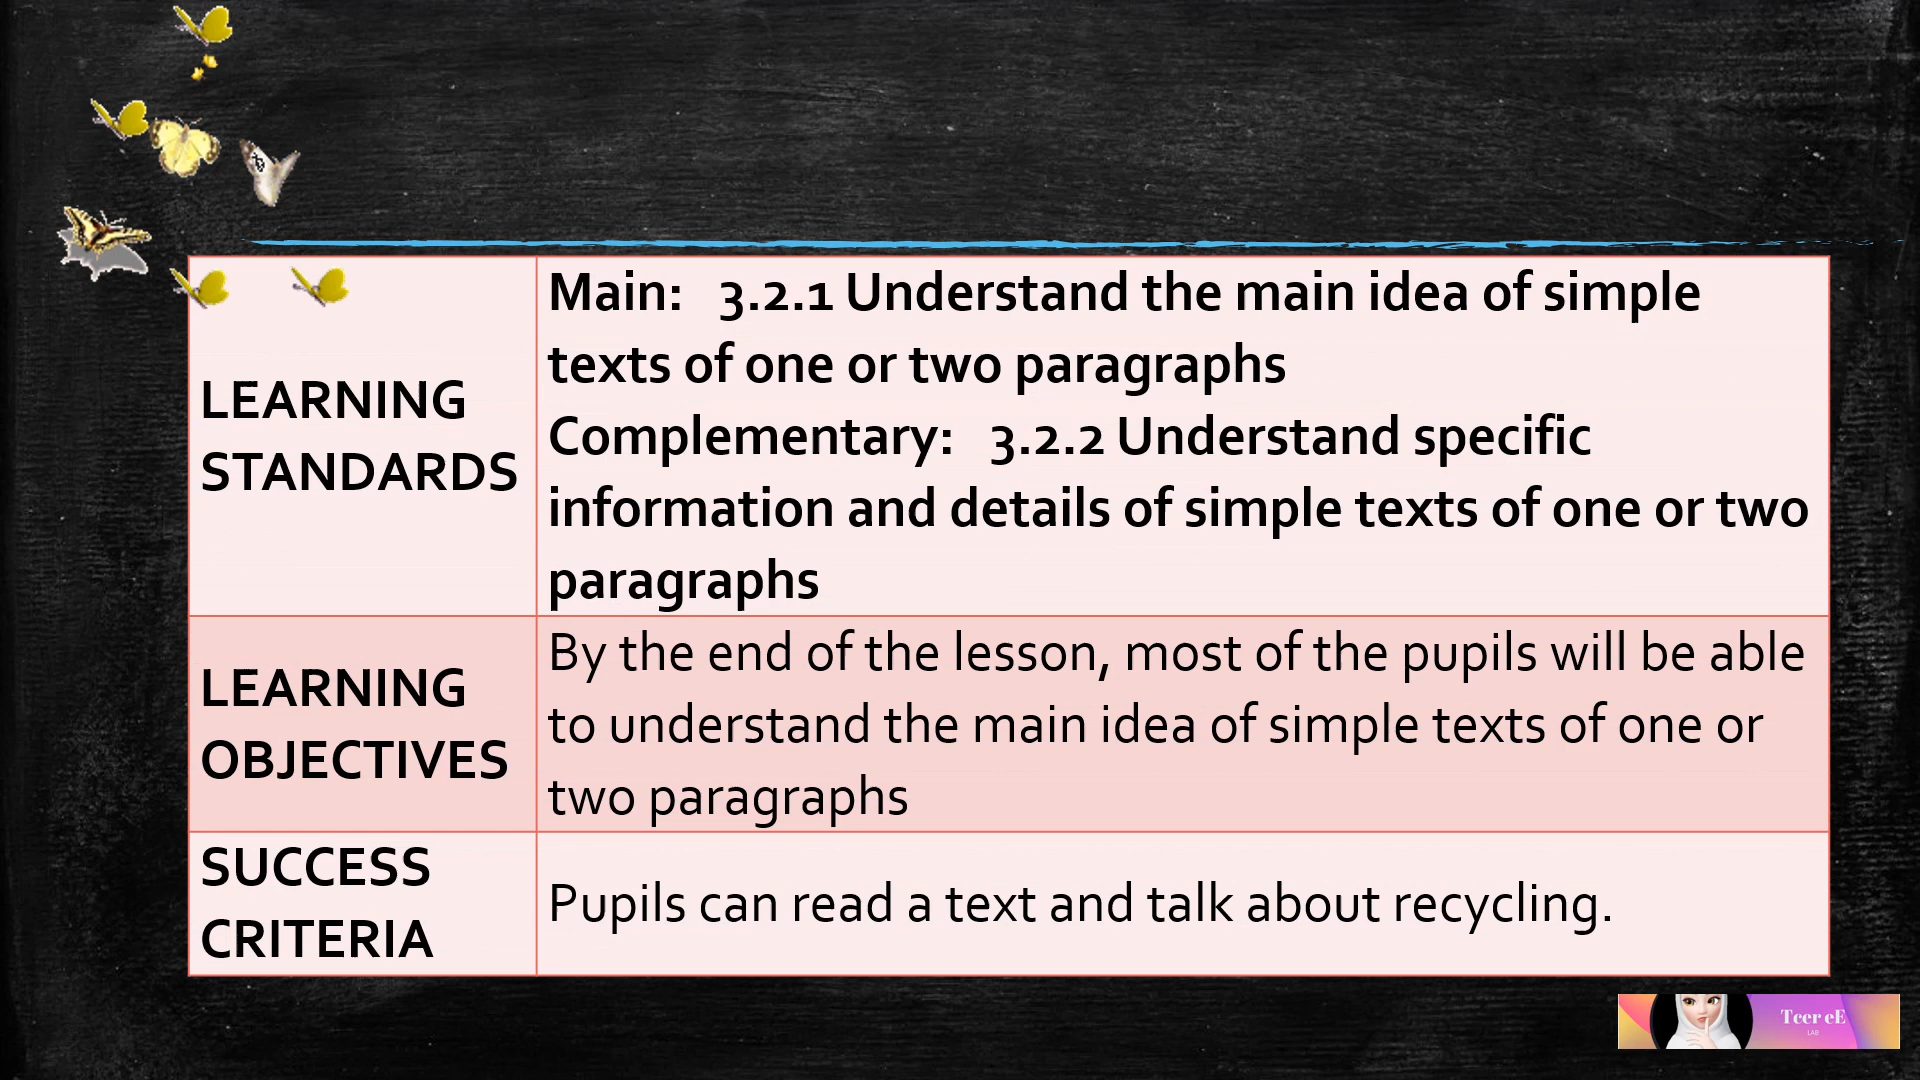 LEARNING
STANDARDS
Main:   3.2.1 Understand the main idea of simple
texts of one or two paragraphs
Complementary:   3.2.2 Understand specific
information and details of simple texts of one or two
paragraphs
LEARNING
OBJECTIVES
By the end of the lesson, most of the pupils will be able
to understand the main idea of simple texts of one or
two paragraphs
SUCCESS
CRITERIA
Pupils can read a text and talk about recycling.
Tcer eE
LAB